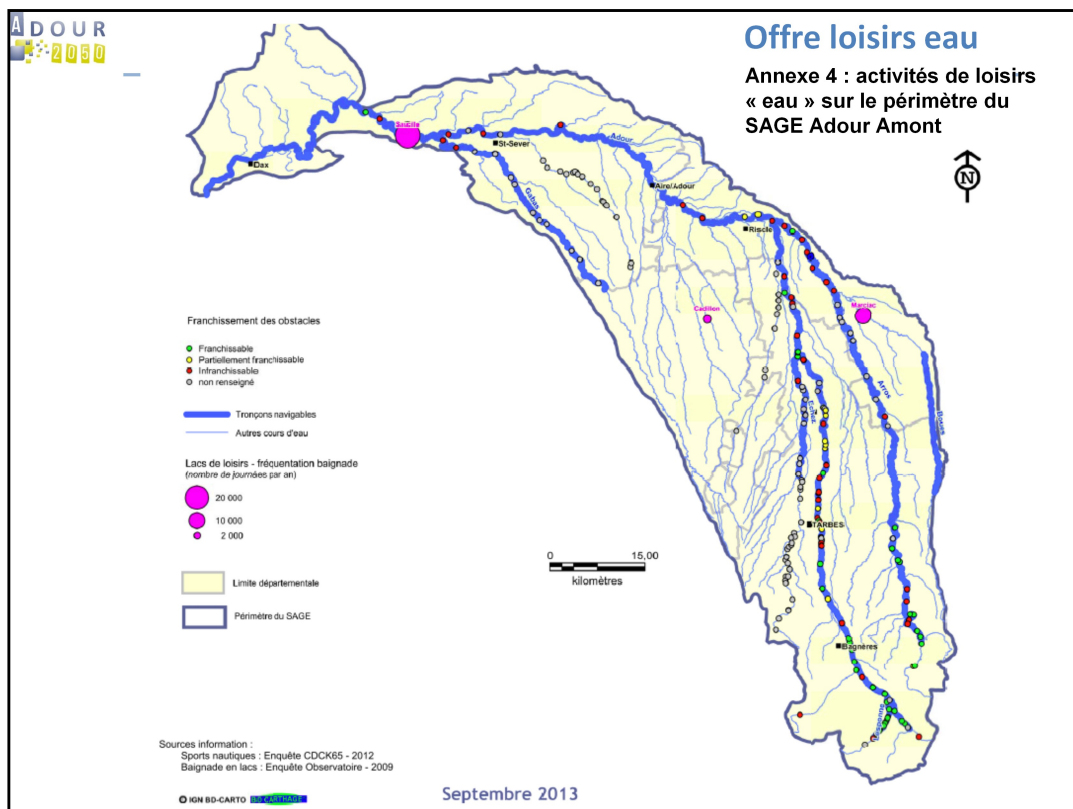 ADOUR
2050
Offre loisirs eau
Annexe 4 : activités de loisirs
« eau » sur le périmètre du
SAGE Adour Amont
N
Dax
St-Sever
Adour
Gabas
Aire/Adour
Riscle
Cadillon
Marciac
Arros
Bouès
Echez
TARBES
Bagnères
Franchissement des obstacles
Franchissable
Partiellement franchissable
Infranchissable
non renseigné
Tronçons navigables
Autres cours d'eau
Lacs de loisirs - fréquentation baignade
(nombre de journées par an)
20 000
10 000
2 000
Limite départementale
Périmètre du SAGE
0 15,00
kilomètres
Sources information :
Sports nautiques : Enquête CDCK65 - 2012
Baignade en lacs : Enquête Observatoire - 2009
© IGN BD-CARTO BD CARTHAGE
Septembre 2013